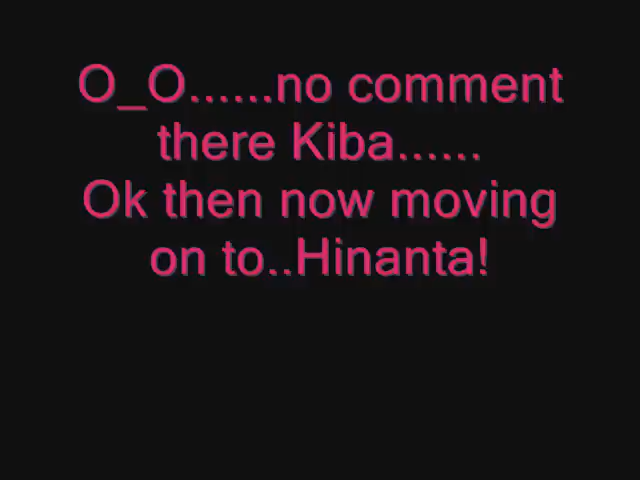 O_O......no comment
there Kiba......
Ok then now moving
on to..Hinanta!